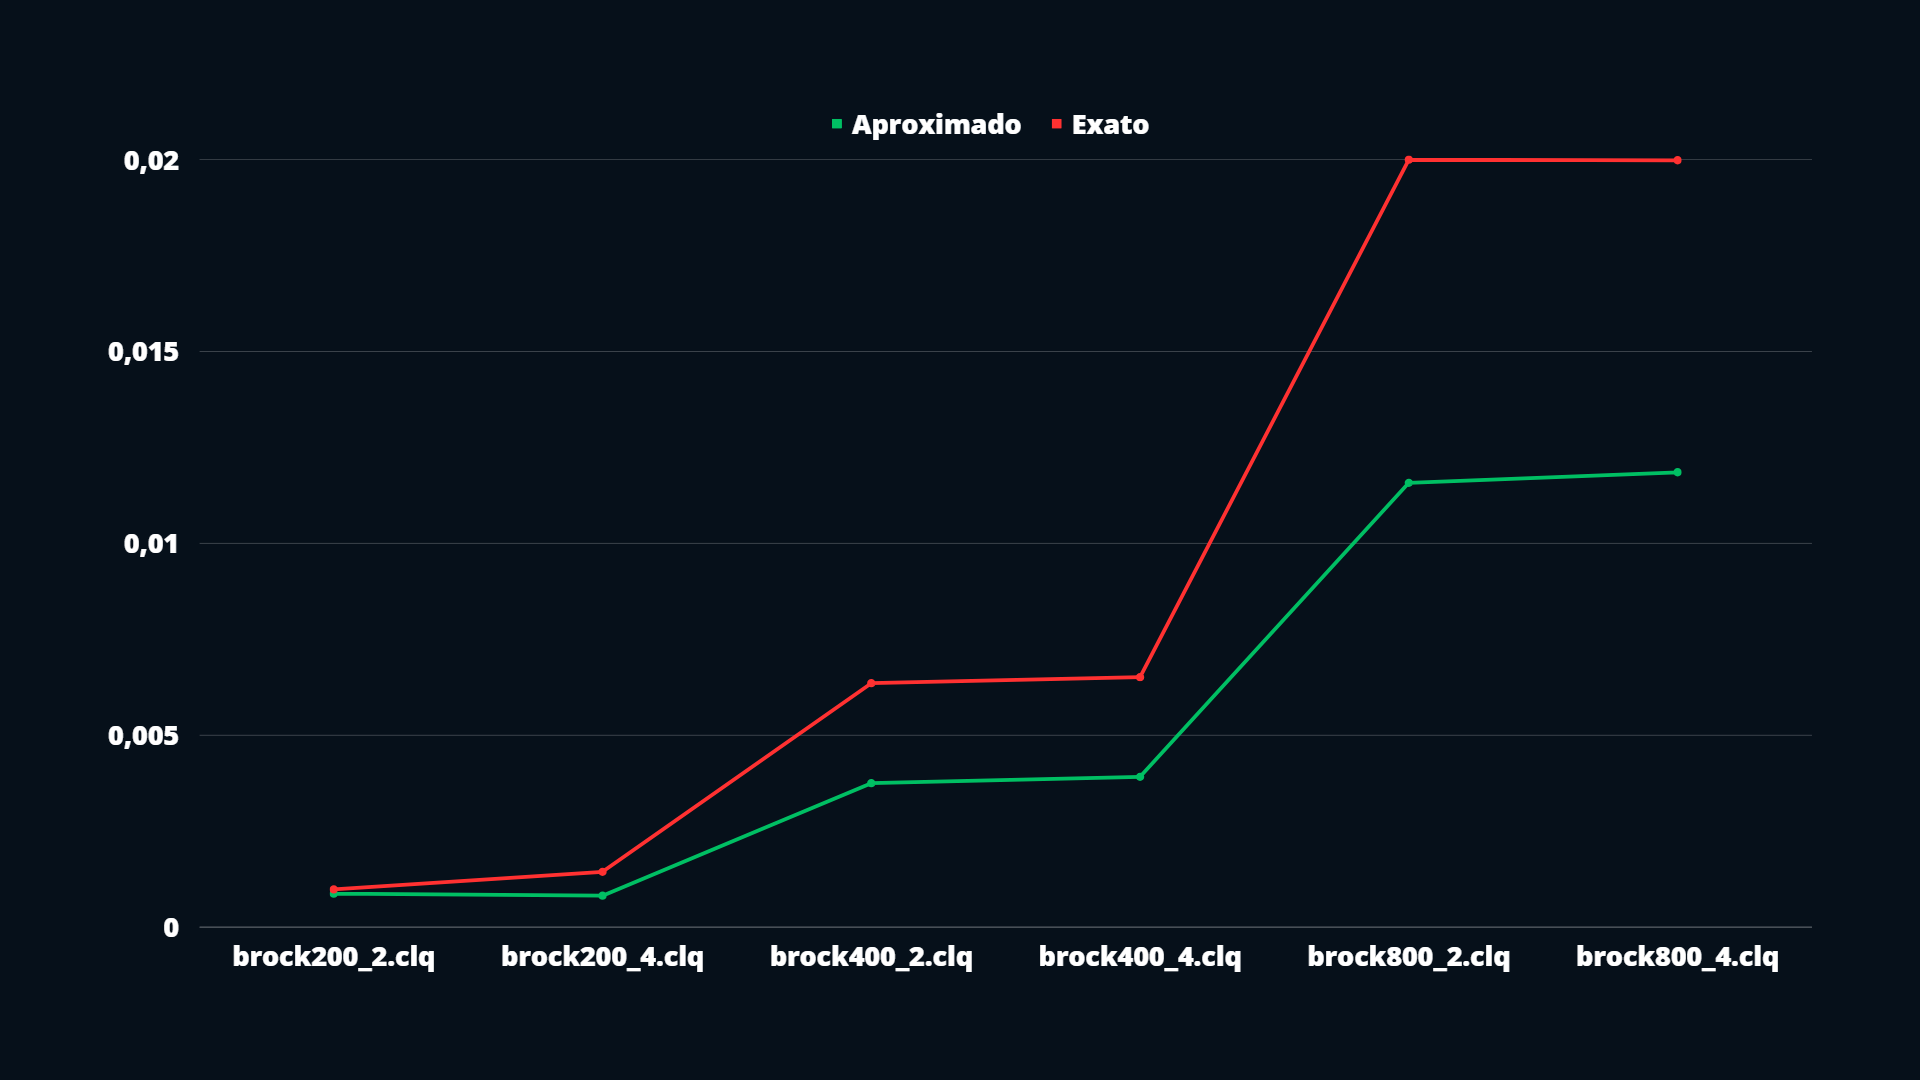 Aproximado Exato
0,02
0,015
0,01
0,005
0
brock200_2.clq brock200_4.clq brock400_2.clq brock400_4.clq brock800_2.clq brock800_4.clq